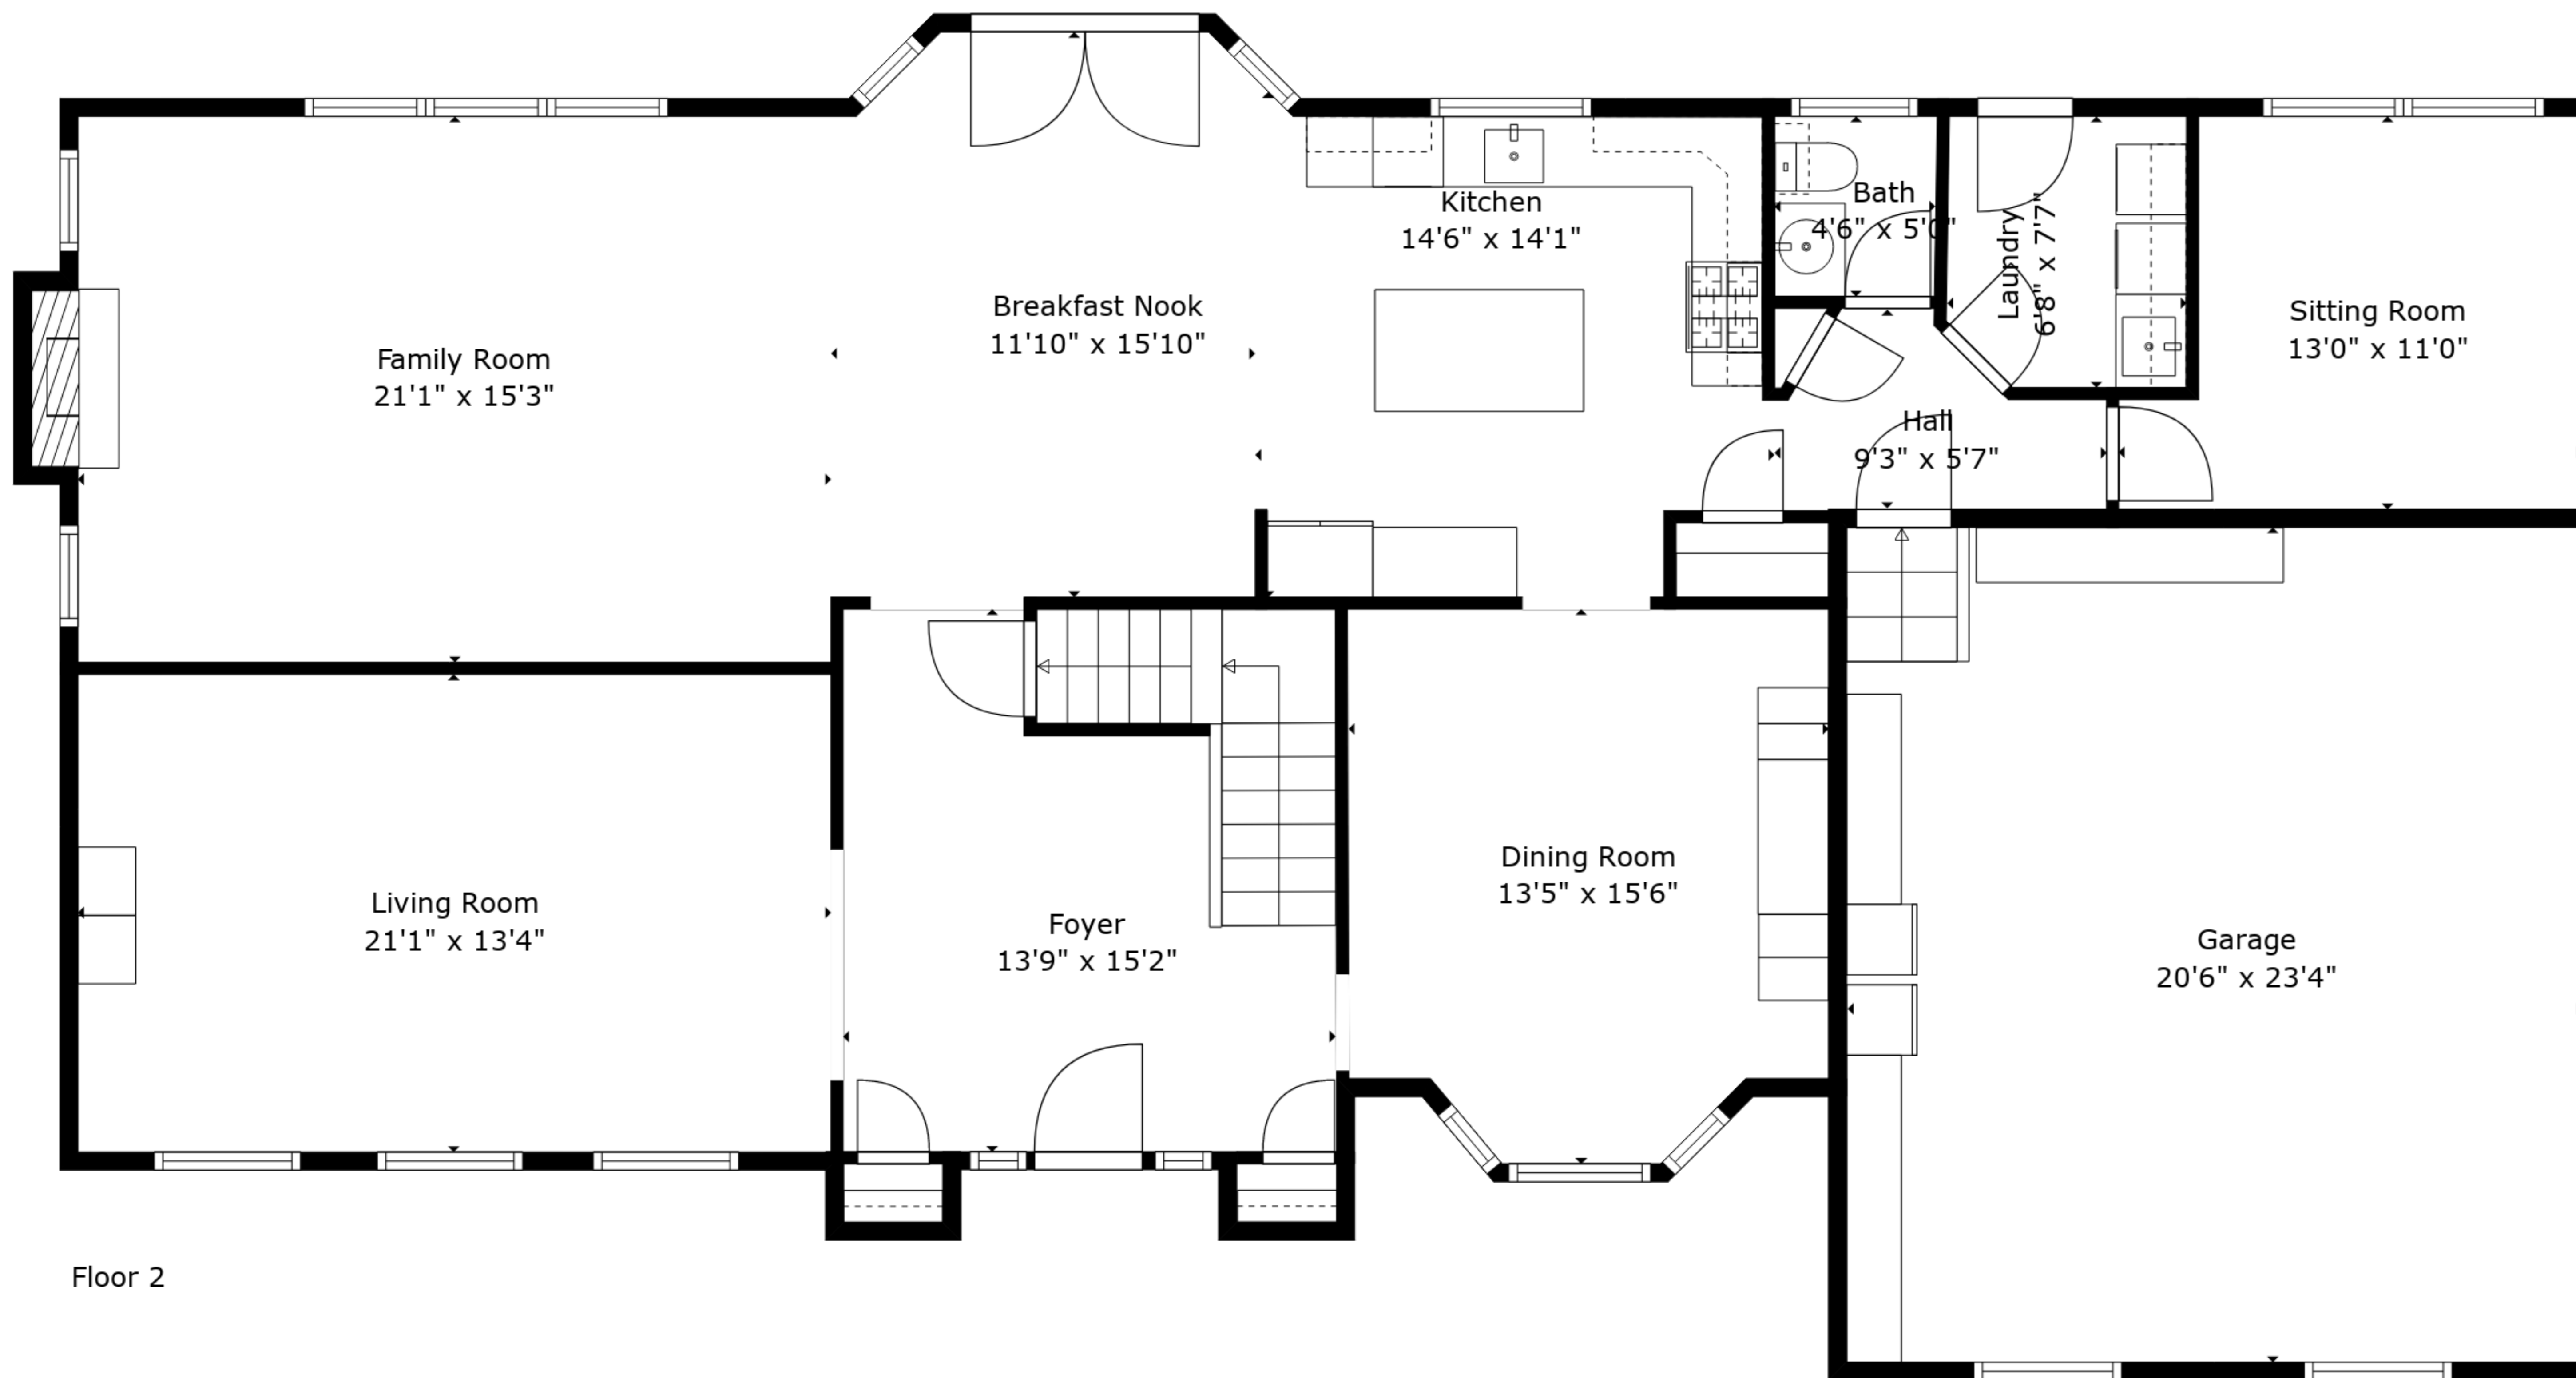 Bath
4'6" x 5'0"
Kitchen
14'6" x 14'1"
Laundry
6'8" x 7'7"
Breakfast Nook
11'10" x 15'10"
Sitting Room
13'0" x 11'0"
Family Room
21'1" x 15'3"
Hall
9'3" x 5'7"
Dining Room
13'5" x 15'6"
Living Room
21'1" x 13'4"
Foyer
13'9" x 15'2"
Garage
20'6" x 23'4"
Floor 2